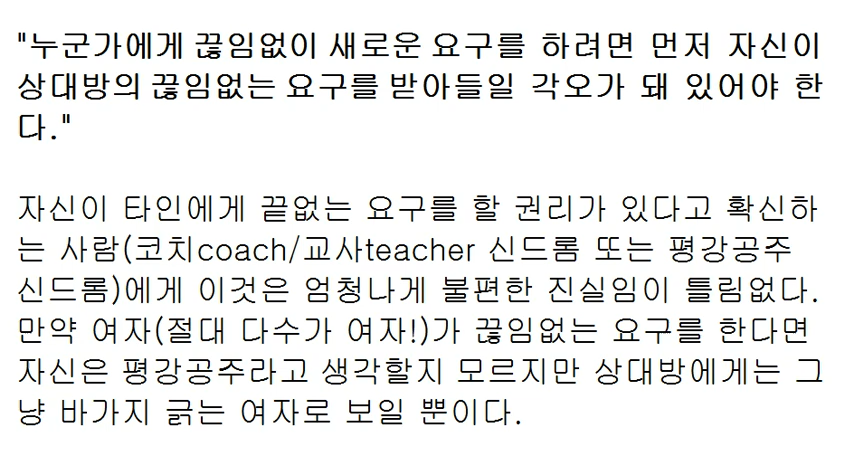 "누군가에게 끊임없이 새로운 요구를 하려면 먼저 자신이
상대방의 끊임없는 요구를 받아들일 각오가 돼 있어야 한
다."
자신이 타인에게 끝없는 요구를 할 권리가 있다고 확신하
는 사람(코치coach/교사teacher 신드롬 또는 평강공주
신드롬)에게 이것은 엄청나게 불편한 진실임이 틀림없다.
만약 여자(절대 다수가 여자!)가 끊임없는 요구를 한다면
자신은 평강공주라고 생각할지 모르지만 상대방에게는 그
냥 바가지 긁는 여자로 보일 뿐이다.